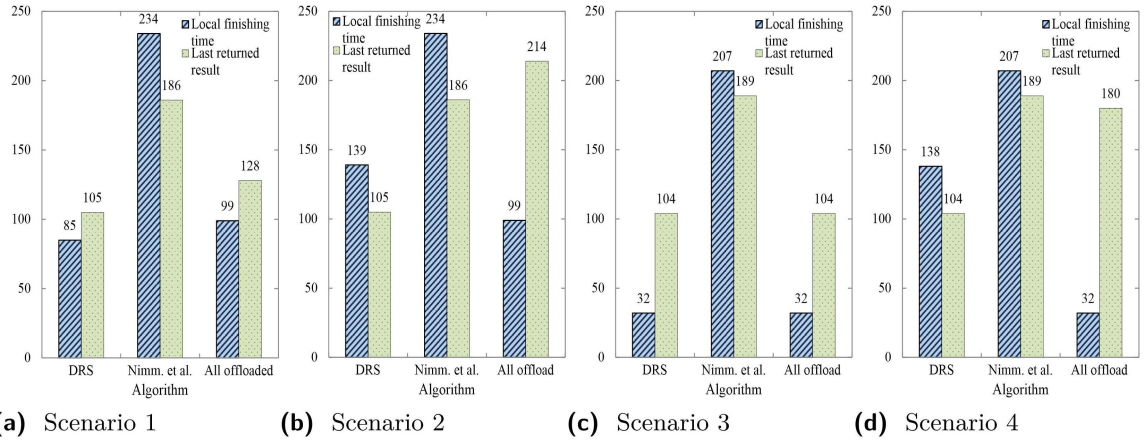 250
200
150
100
50
0
Local finishing
time
Last returned
result
85
105
234
186
99
128
DRS
Nimm. et al.
All offloaded
Algorithm
(a) Scenario 1
250
200
150
100
50
0
Local finishing
time
Last returned
result
139
105
234
186
99
214
DRS
Nimm. et al.
All offload
Algorithm
(b) Scenario 2
250
200
150
100
50
0
Local finishing
time
Last returned
result
32
104
207
189
32
104
DRS
Nimm. et al.
All offload
Algorithm
(c) Scenario 3
250
200
150
100
50
0
Local finishing
time
Last returned
result
138
104
207
189
32
180
DRS
Nimm. et al.
All offload
Algorithm
(d) Scenario 4